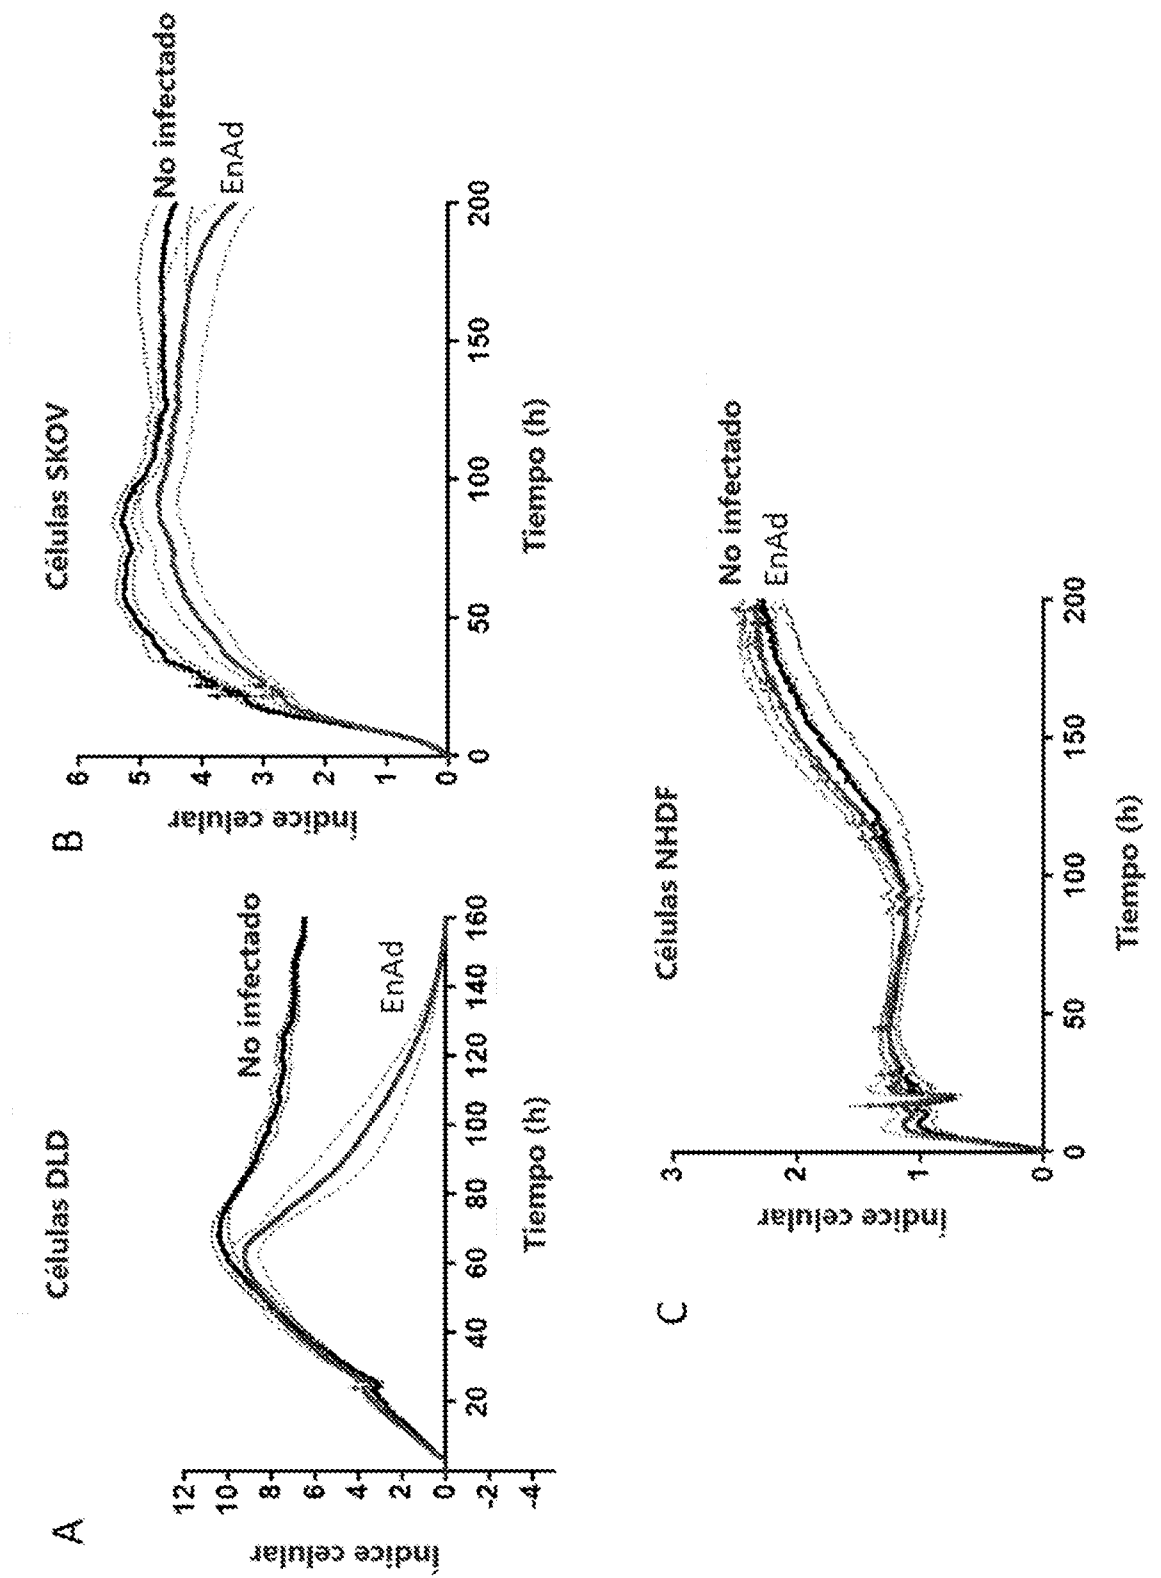 A
Células DLD
Índice celular
12
10
8
6
4
2
0
-2
-4
20
40
60
80
100
120
140
160
Tiempo (h)
No infectado
EnAd
B
Células SKOV
Índice celular
6
5
4
3
2
1
0
0
50
100
150
200
Tiempo (h)
No infectado
EnAd
C
Células NHDF
Índice celular
3
2
1
0
0
50
100
150
200
Tiempo (h)
No infectado
EnAd